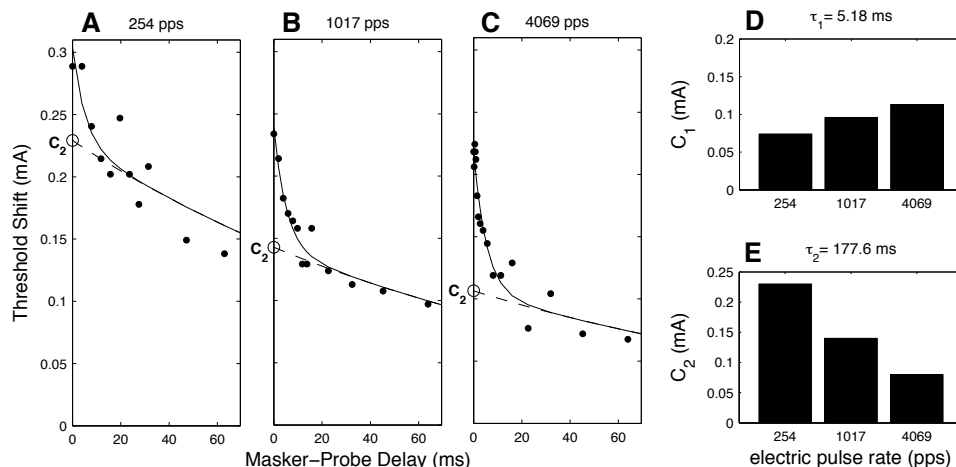 A
254 pps
B
1017 pps
C
4069 pps
D
τ1= 5.18 ms
0.3
0.25
0.2
0.15
0.1
0.05
0
Threshold Shift (mA)
C2
C2
C2
0 20 40 60
0 20 40 60
0 20 40 60
Masker−Probe Delay (ms)
0.2
0.15
0.1
0.05
0
C1 (mA)
254 1017 4069
E
τ2= 177.6 ms
0.25
0.2
0.15
0.1
0.05
0
C2 (mA)
254 1017 4069
electric pulse rate (pps)